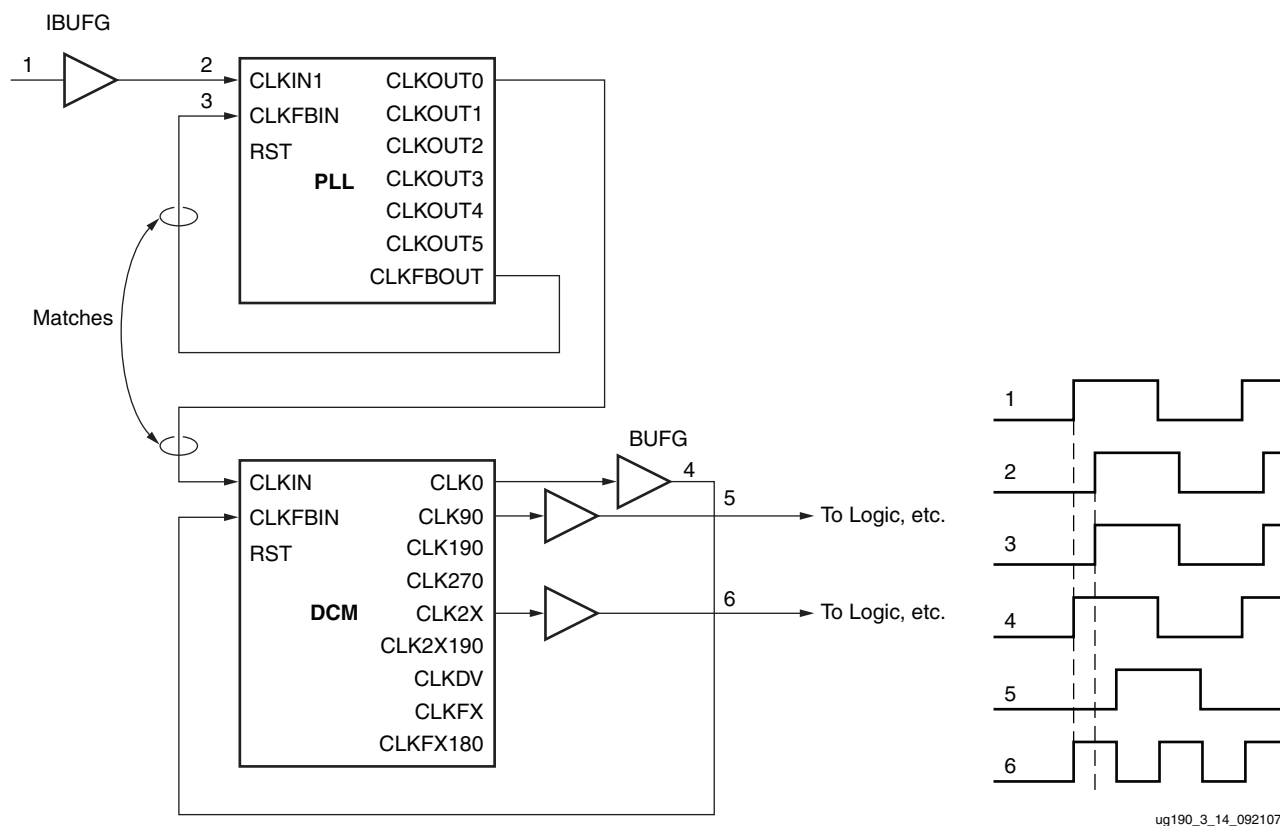 IBUFG
1
2
3
CLKIN1
CLKFBIN
RST
PLL
CLKOUT0
CLKOUT1
CLKOUT2
CLKOUT3
CLKOUT4
CLKOUT5
CLKFBOUT
Matches
BUFG
CLKIN
CLKFBIN
RST
DCM
CLK0
CLK90
CLK190
CLK270
CLK2X
CLK2X190
CLKDV
CLKFX
CLKFX180
4
5
To Logic, etc.
6
To Logic, etc.
1
2
3
4
5
6
ug190_3_14_092107